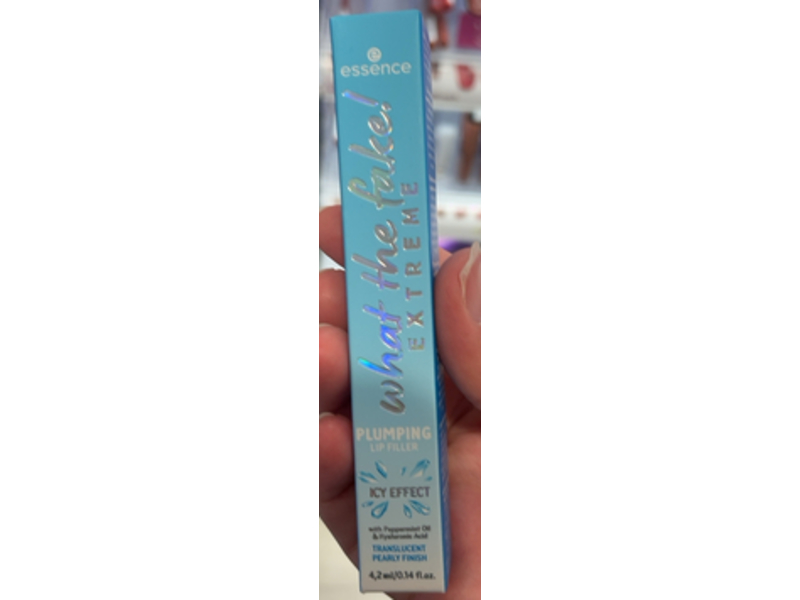 essence
what the fake!
EXTREME
PLUMPING
LIP FILLER
ICY EFFECT
with Peppermint Oil
& Hyaluronic Acid
TRANSLUCENT
PEARLY FINISH
4,2 ml/0.14 fl.oz.